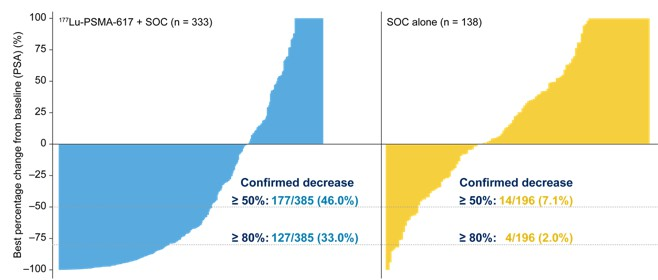 Best percentage change from baseline (PSA) (%)
100
75
50
25
0
−25
−50
−75
−100
¹⁷⁷Lu-PSMA-617 + SOC (n = 333)
Confirmed decrease
≥ 50%: 177/385 (46.0%)
≥ 80%: 127/385 (33.0%)
SOC alone (n = 138)
Confirmed decrease
≥ 50%: 14/196 (7.1%)
≥ 80%: 4/196 (2.0%)